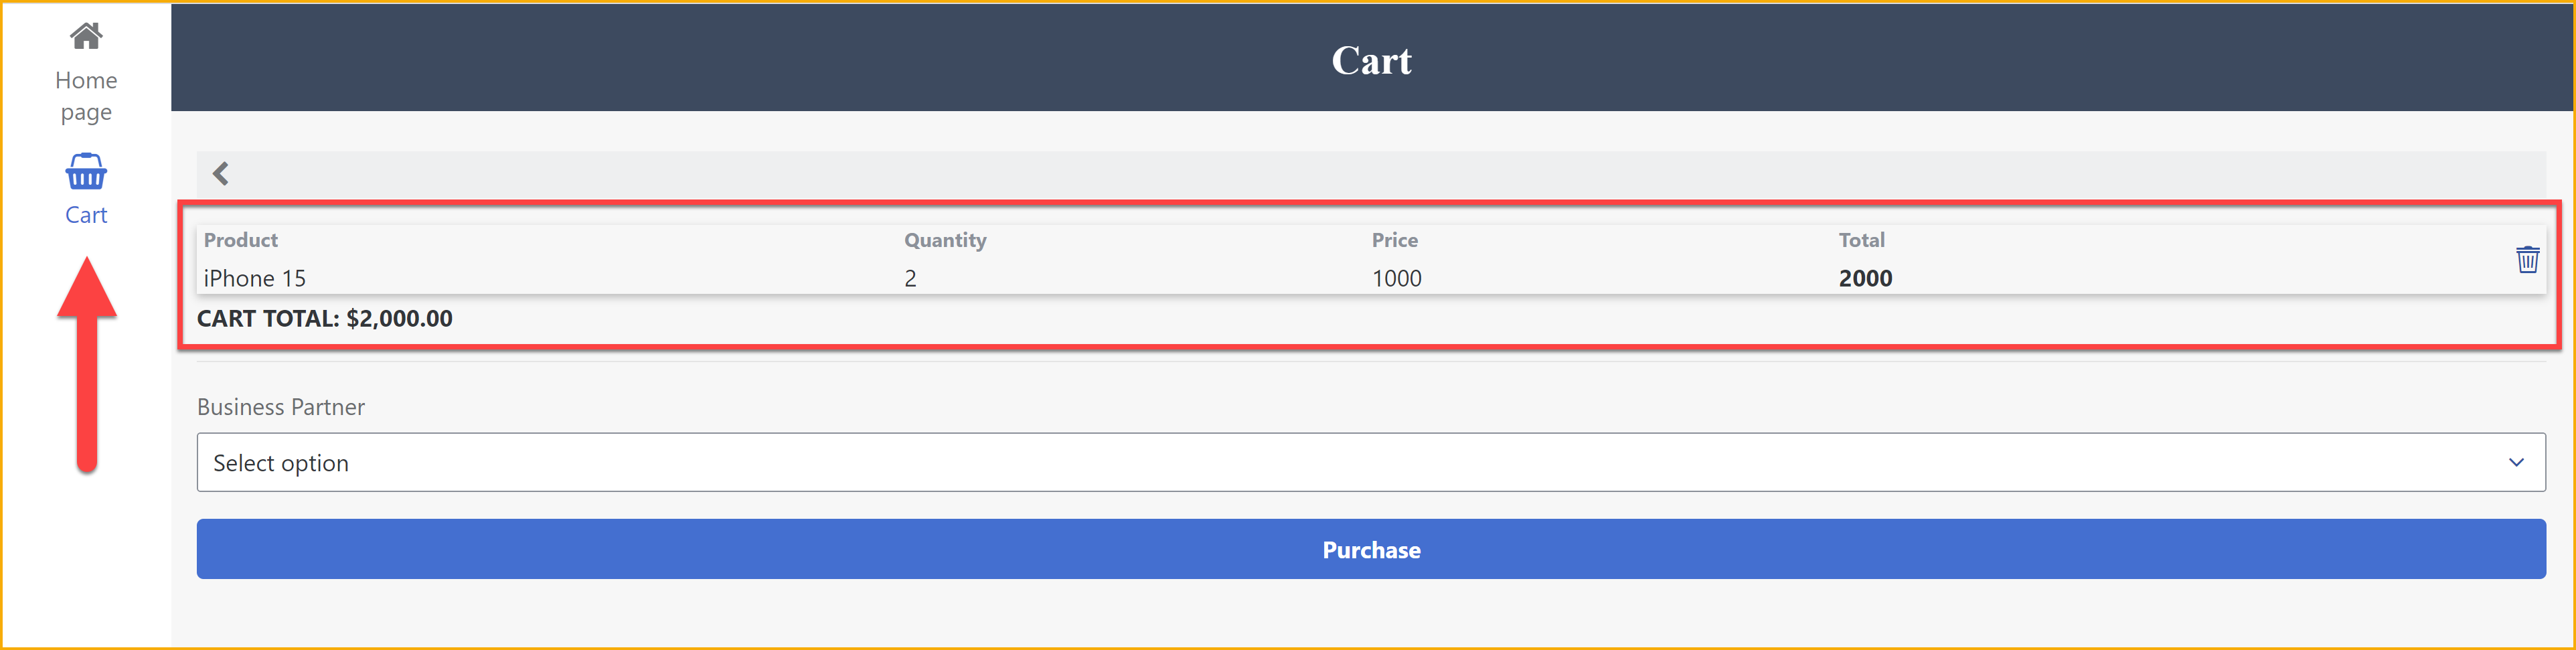 Home
page
Cart
Cart
Product Quantity Price Total
iPhone 15 2 1000 2000
CART TOTAL: $2,000.00
Business Partner
Select option
Purchase